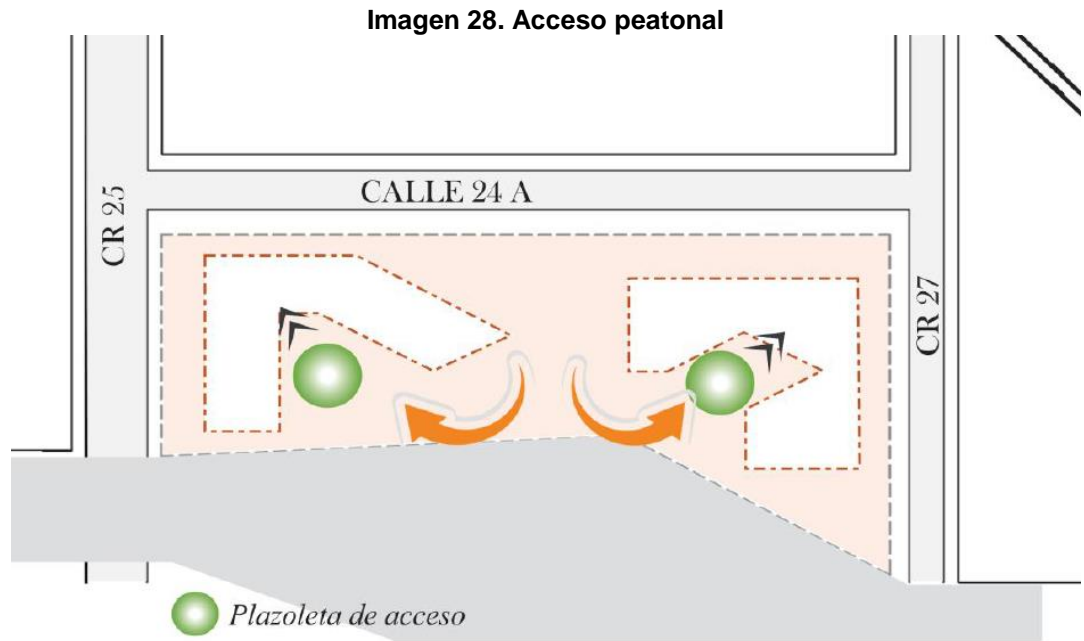 Imagen 28. Acceso peatonal
CALLE 24 A
CR 25
CR 27
Plazoleta de acceso